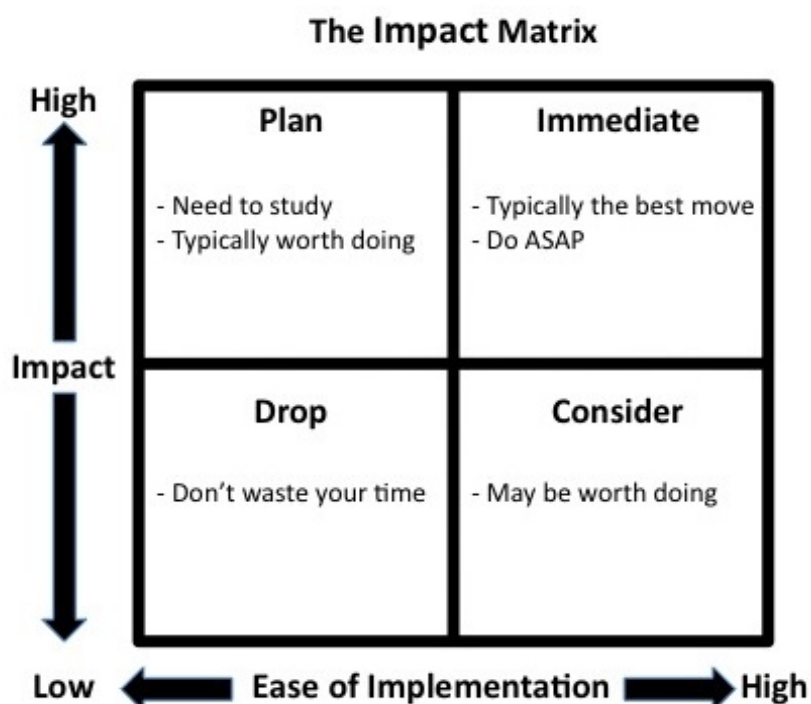 The Impact Matrix
High
Plan
- Need to study
- Typically worth doing
Immediate
- Typically the best move
- Do ASAP
Impact
Drop
- Don’t waste your time
Consider
- May be worth doing
Low
Ease of Implementation
High